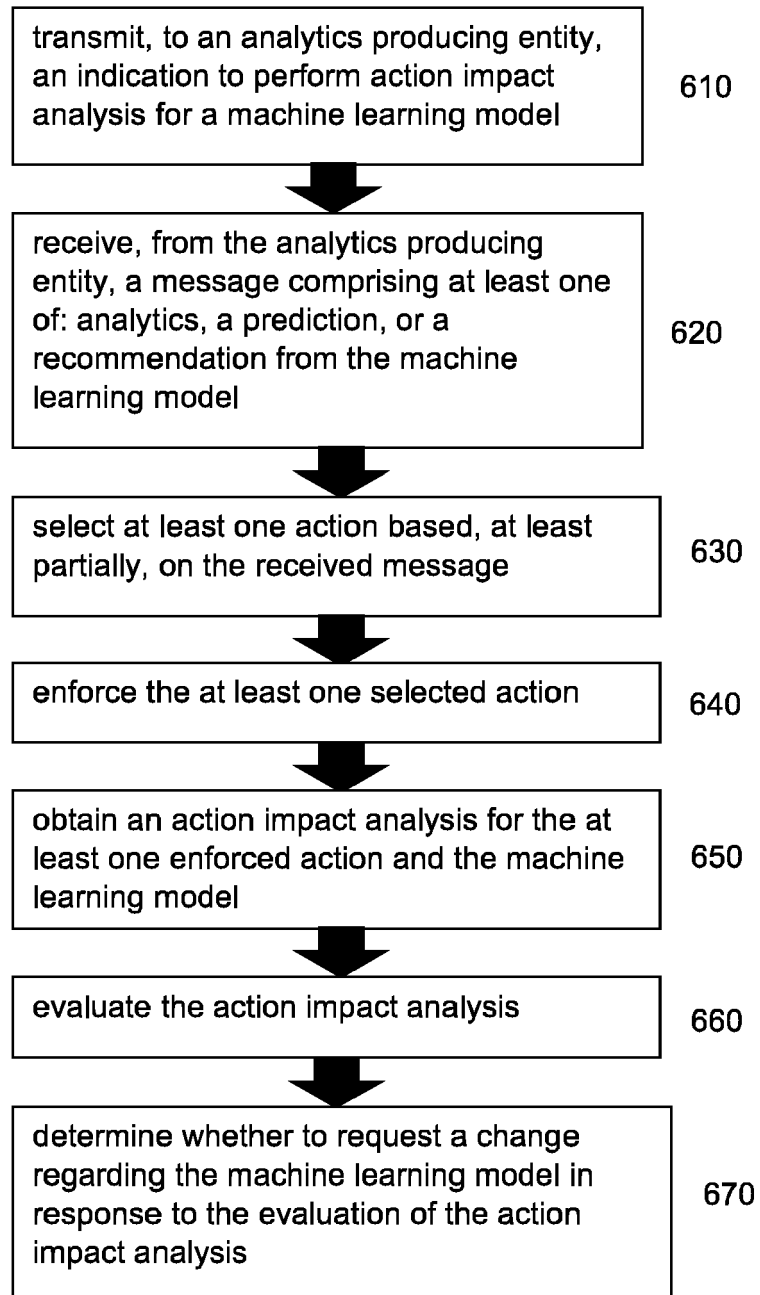 transmit, to an analytics producing entity,
an indication to perform action impact
analysis for a machine learning model
610
receive, from the analytics producing
entity, a message comprising at least one
of: analytics, a prediction, or a
recommendation from the machine
learning model
620
select at least one action based, at least
partially, on the received message
630
enforce the at least one selected action
640
obtain an action impact analysis for the at
least one enforced action and the machine
learning model
650
evaluate the action impact analysis
660
determine whether to request a change
regarding the machine learning model in
response to the evaluation of the action
impact analysis
670